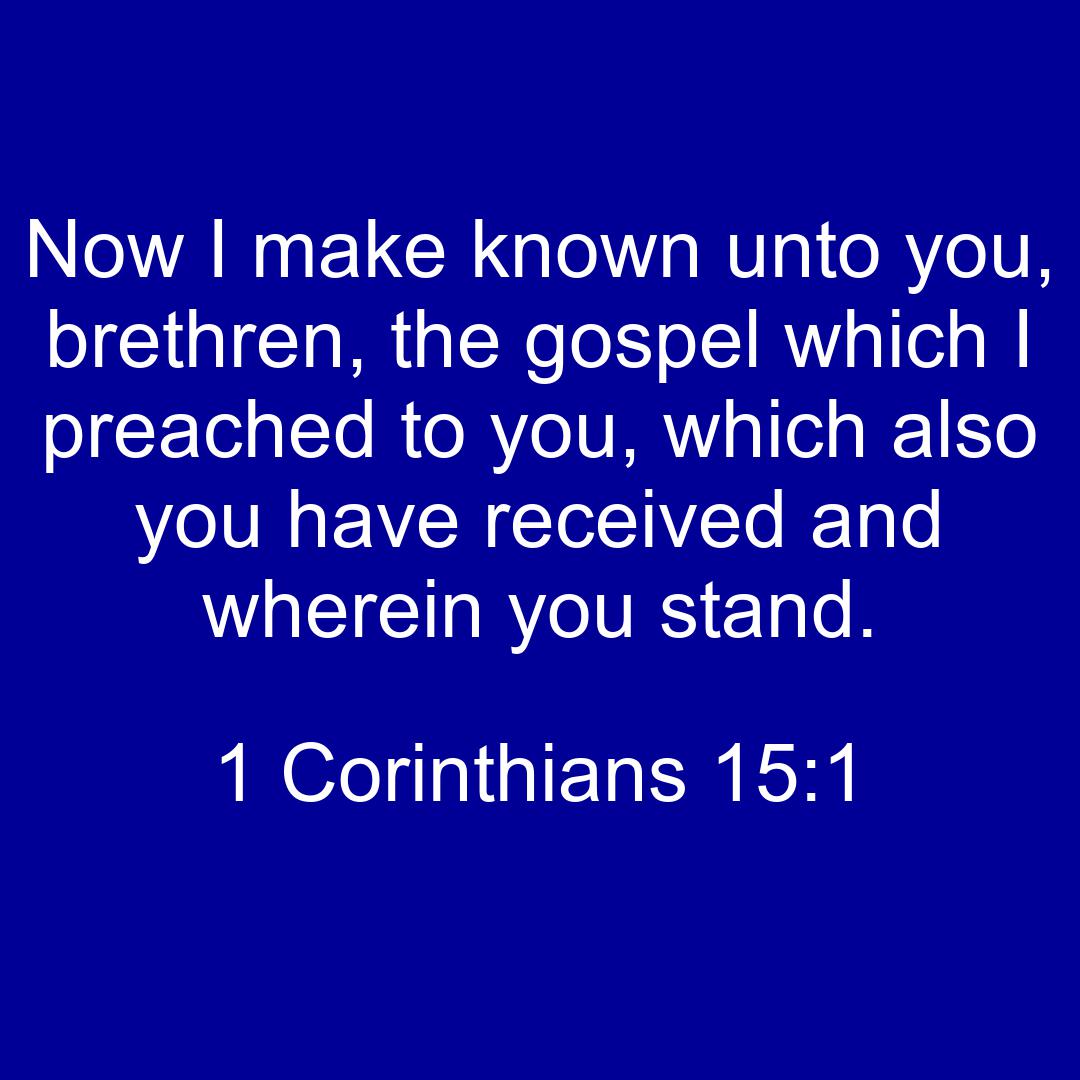 Now I make known unto you,
brethren, the gospel which I
preached to you, which also
you have received and
wherein you stand.
1 Corinthians 15:1